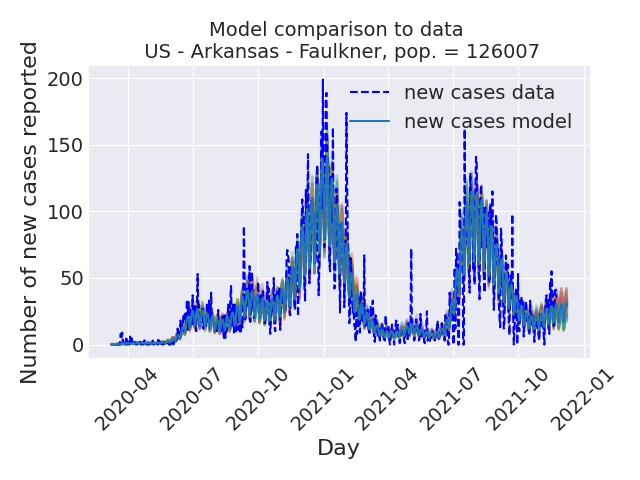 Model comparison to data
US - Arkansas - Faulkner, pop. = 126007
Number of new cases reported
200
150
100
50
0
new cases data
new cases model
2020-04
2020-07
2020-10
2021-01
2021-04
2021-07
2021-10
2022-01
Day